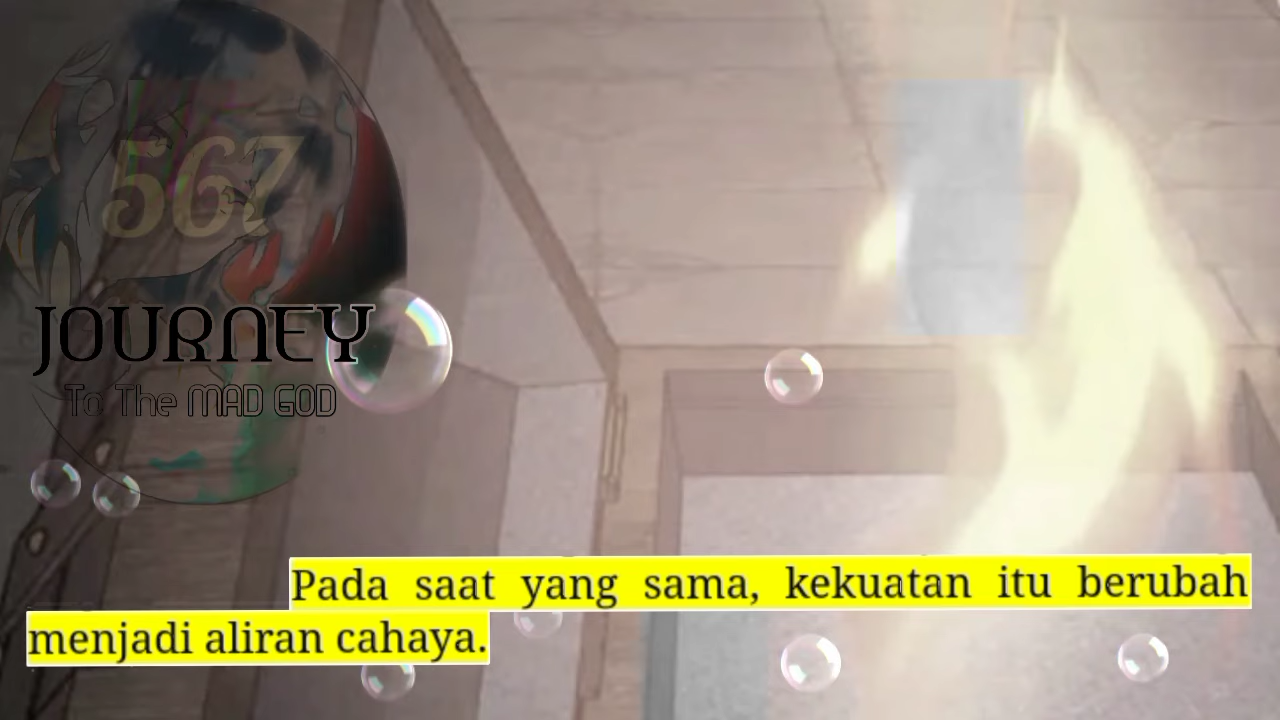 567
JOURNEY
To The MAD GOD
Pada saat yang sama, kekuatan itu berubah
menjadi aliran cahaya.